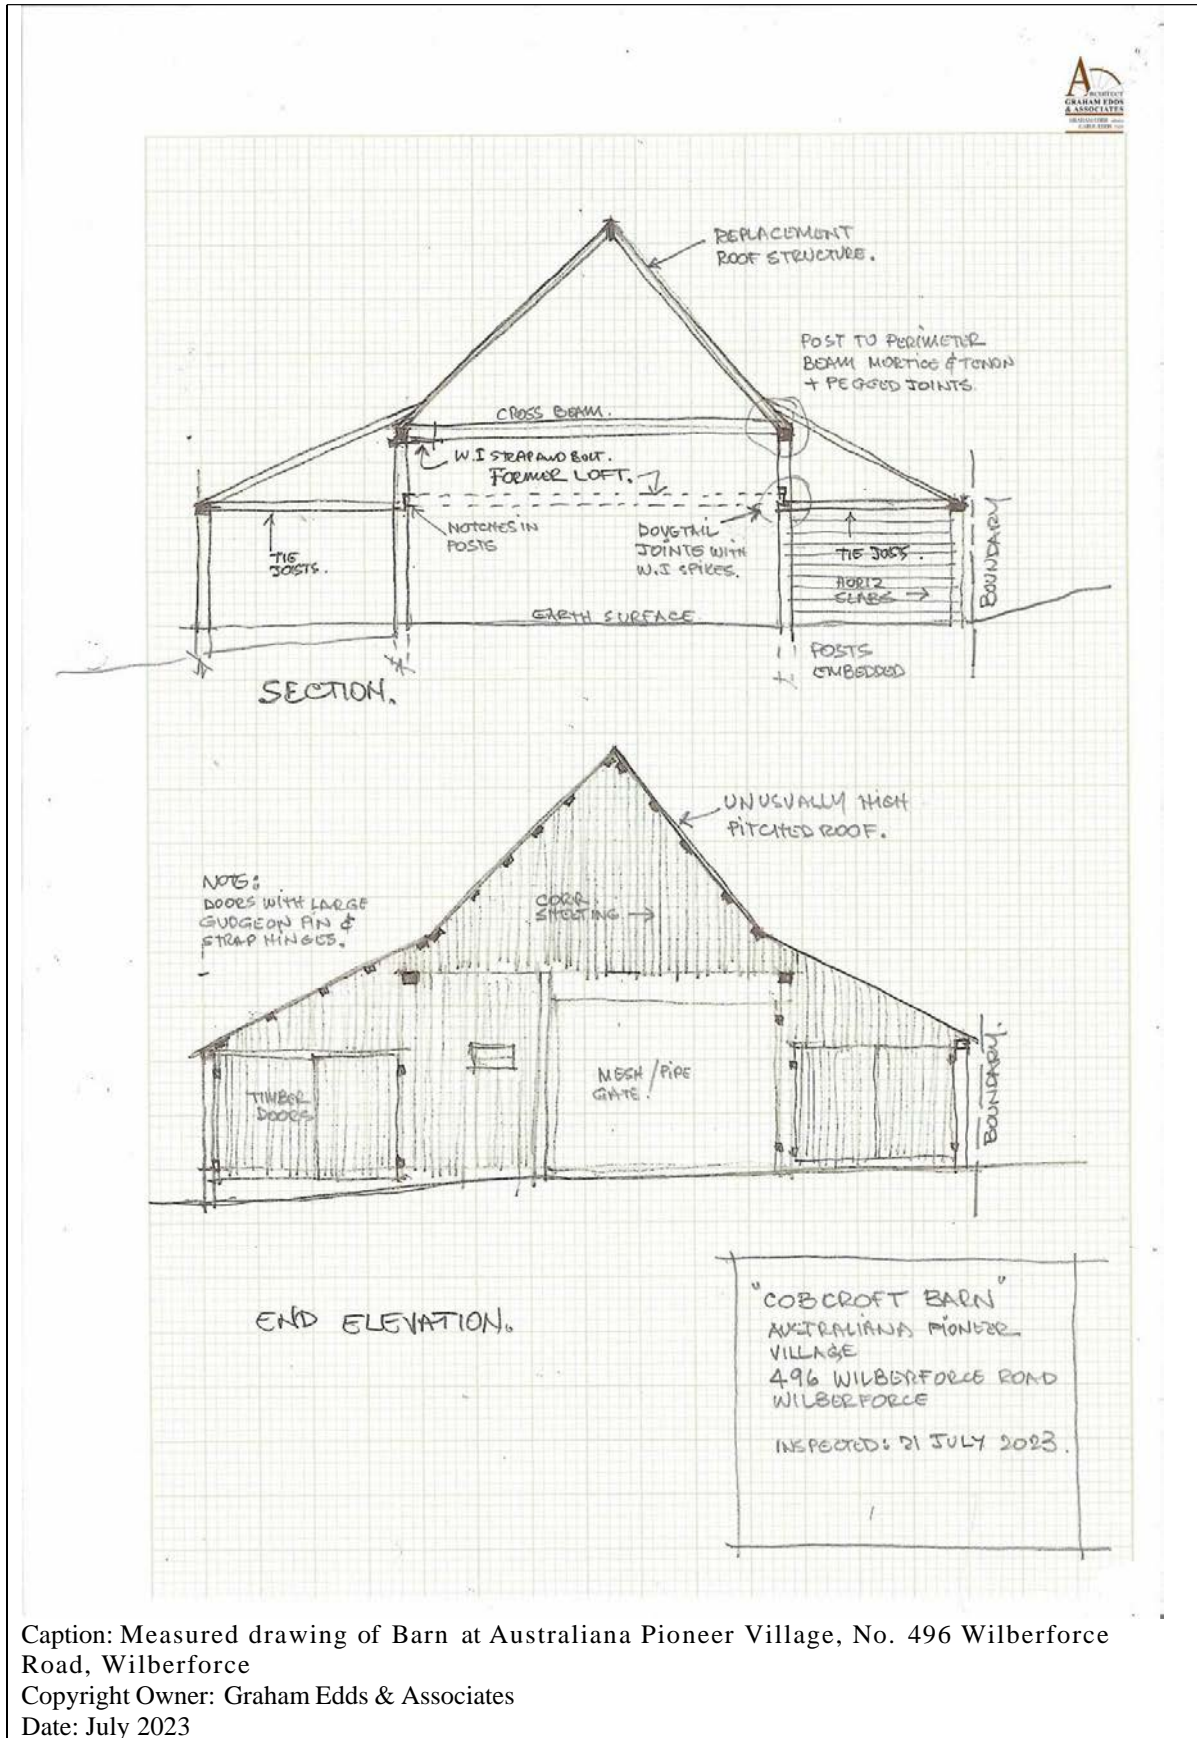 ARCHITECT
GRAHAM EDDS
& ASSOCIATES
REPLACEMENT
ROOF STRUCTURE.
POST TO PERIMETER
BEAM MORTICE & TENON
+ PEGGED JOINTS.
CROSS BEAM.
W.I STRAP AND BOLT.
FORMER LOFT.
NOTCHES IN
POSTS
DOVETAIL
JOINTS WITH
W.I SPIKES.
TIE
JOISTS.
TIE JOISTS.
HORIZ
SLABS
BOUNDARY
EARTH SURFACE
POSTS
EMBEDDED
SECTION.
UNUSUALLY HIGH
PITCHED ROOF.
NOTE:
DOORS WITH LARGE
GUDGEON PIN &
STRAP HINGES.
CORR.
SHEETING
MESH/PIPE
GATE.
TIMBER
DOORS
BOUNDARY.
END ELEVATION.
"COBCROFT BARN"
AUSTRALIANA PIONEER
VILLAGE
496 WILBERFORCE ROAD
WILBERFORCE
INSPECTED: 21 JULY 2023.
Caption: Measured drawing of Barn at Australiana Pioneer Village, No. 496 Wilberforce
Road, Wilberforce
Copyright Owner: Graham Edds & Associates
Date: July 2023